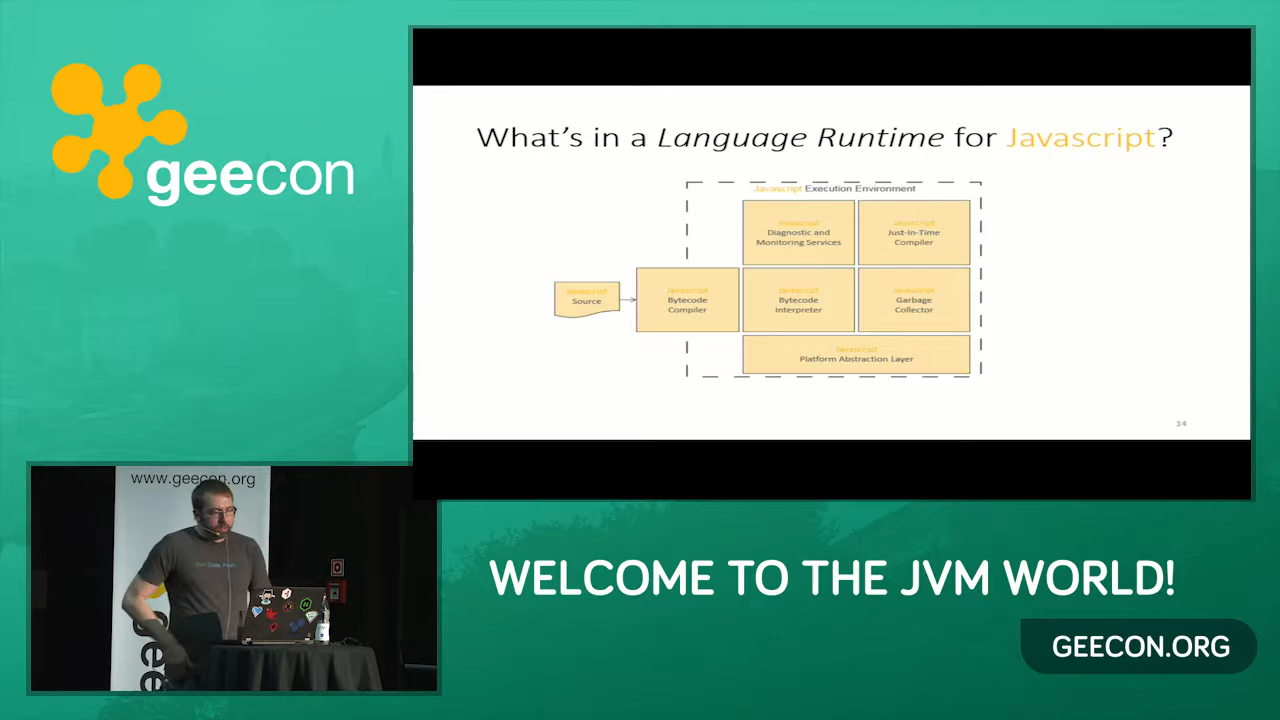 geecon
What's in a Language Runtime for Javascript?
Javascript Execution Environment
Javascript
Diagnostic and
Monitoring Services
Javascript
Just-In-Time
Compiler
Javascript
Source
Javascript
Bytecode
Compiler
Javascript
Bytecode
Interpreter
Javascript
Garbage
Collector
Javascript
Platform Abstraction Layer
14
www.geecon.org
gee
WELCOME TO THE JVM WORLD!
GEECON.ORG